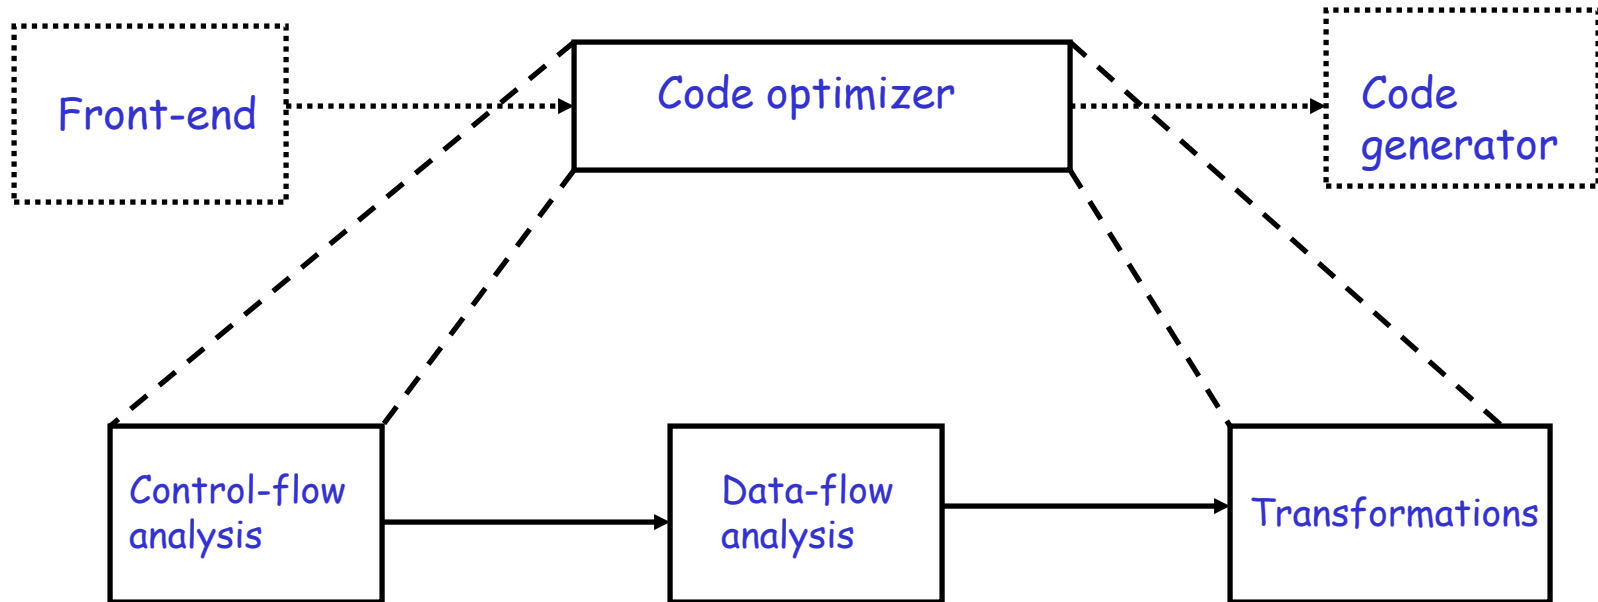 Front-end
Code optimizer
Code
generator
Control-flow
analysis
Data-flow
analysis
Transformations